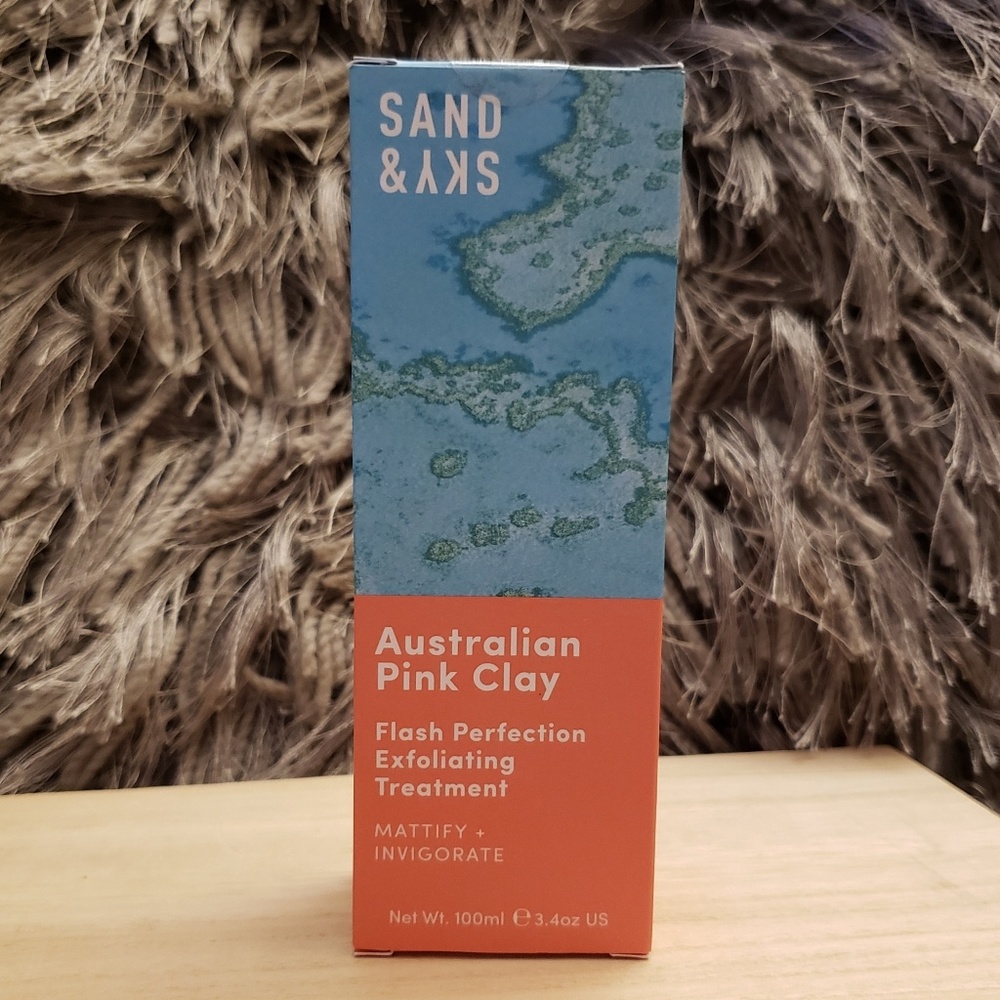 SAND
& SKY
Australian
Pink Clay
Flash Perfection
Exfoliating
Treatment
MATTIFY +
INVIGORATE
Net Wt. 100ml ℮ 3.4oz US